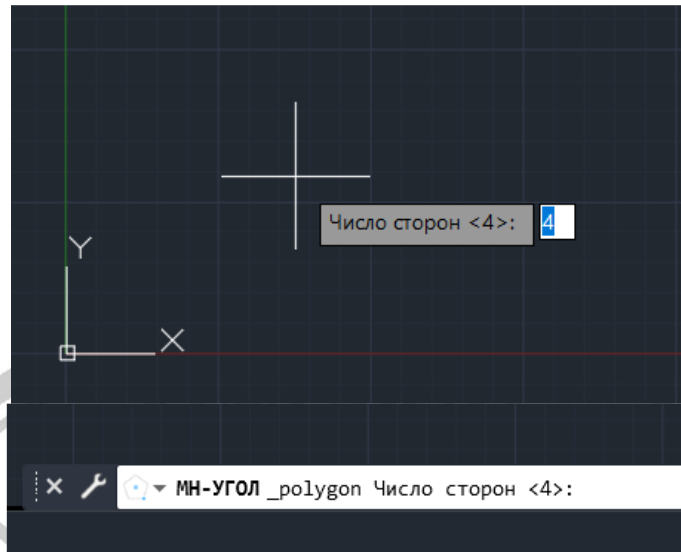 Число сторон <4>: 4
Y
X
МН-УГОЛ _polygon Число сторон <4>: